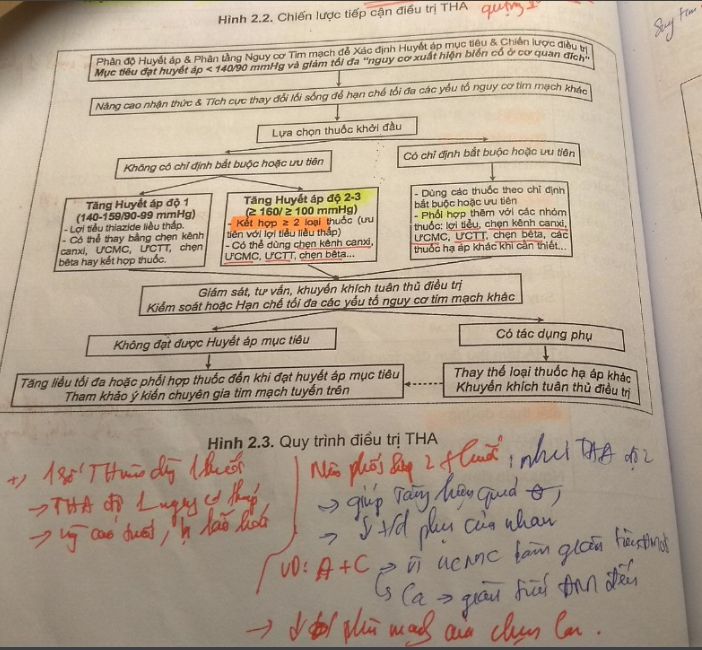 Hình 2.2. Chiến lược tiếp cận điều trị THA
Phân độ Huyết áp & Phân tầng Nguy cơ Tim mạch để Xác định Huyết áp mục tiêu & Chiến lược điều trị
Mục tiêu đạt huyết áp < 140/90 mmHg và giảm tối đa "nguy cơ xuất hiện biến cố ở cơ quan đích"
Nâng cao nhận thức & Tích cực thay đổi lối sống để hạn chế tối đa các yếu tố nguy cơ tim mạch khác
Lựa chọn thuốc khởi đầu
Không có chỉ định bắt buộc hoặc ưu tiên
Có chỉ định bắt buộc hoặc ưu tiên
Tăng Huyết áp độ 1
(140-159/90-99 mmHg)
- Lợi tiểu thiazide liều thấp.
- Có thể thay bằng chẹn kênh
canxi, ƯCMC, ƯCTT, chẹn
bêta hay kết hợp thuốc.
Tăng Huyết áp độ 2-3
(≥ 160/ ≥ 100 mmHg)
- Kết hợp ≥ 2 loại thuốc (ưu
tiên với lợi tiểu liều thấp)
- Có thể dùng chẹn kênh canxi,
ƯCMC, ƯCTT, chẹn bêta...
- Dùng các thuốc theo chỉ định
bắt buộc hoặc ưu tiên
- Phối hợp thêm với các nhóm
thuốc: lợi tiểu, chẹn kênh canxi,
ƯCMC, ƯCTT, chẹn bêta, các
thuốc hạ áp khác khi cần thiết...
Giám sát, tư vấn, khuyến khích tuân thủ điều trị
Kiểm soát hoặc Hạn chế tối đa các yếu tố nguy cơ tim mạch khác
Không đạt được Huyết áp mục tiêu
Có tác dụng phụ
Tăng liều tối đa hoặc phối hợp thuốc đến khi đạt huyết áp mục tiêu
Tham khảo ý kiến chuyên gia tim mạch tuyến trên
Thay thế loại thuốc hạ áp khác
Khuyến khích tuân thủ điều trị
Hình 2.3. Quy trình điều trị THA
+) 1 số TH dùng 1 thuốc
→ THA độ 1 nguy cơ thấp
→ cao tuổi, lão hoá
Nên phối hợp 2 thuốc, như THA độ 2
→ giúp tăng hiệu quả
→ ↓ t/d phụ của nhau
VD: A + C → vì ƯCMC làm giãn tiểu
↳ Ca → giãn tiểu ĐM đến
→ ↓ phù mạch của chẹn Ca.